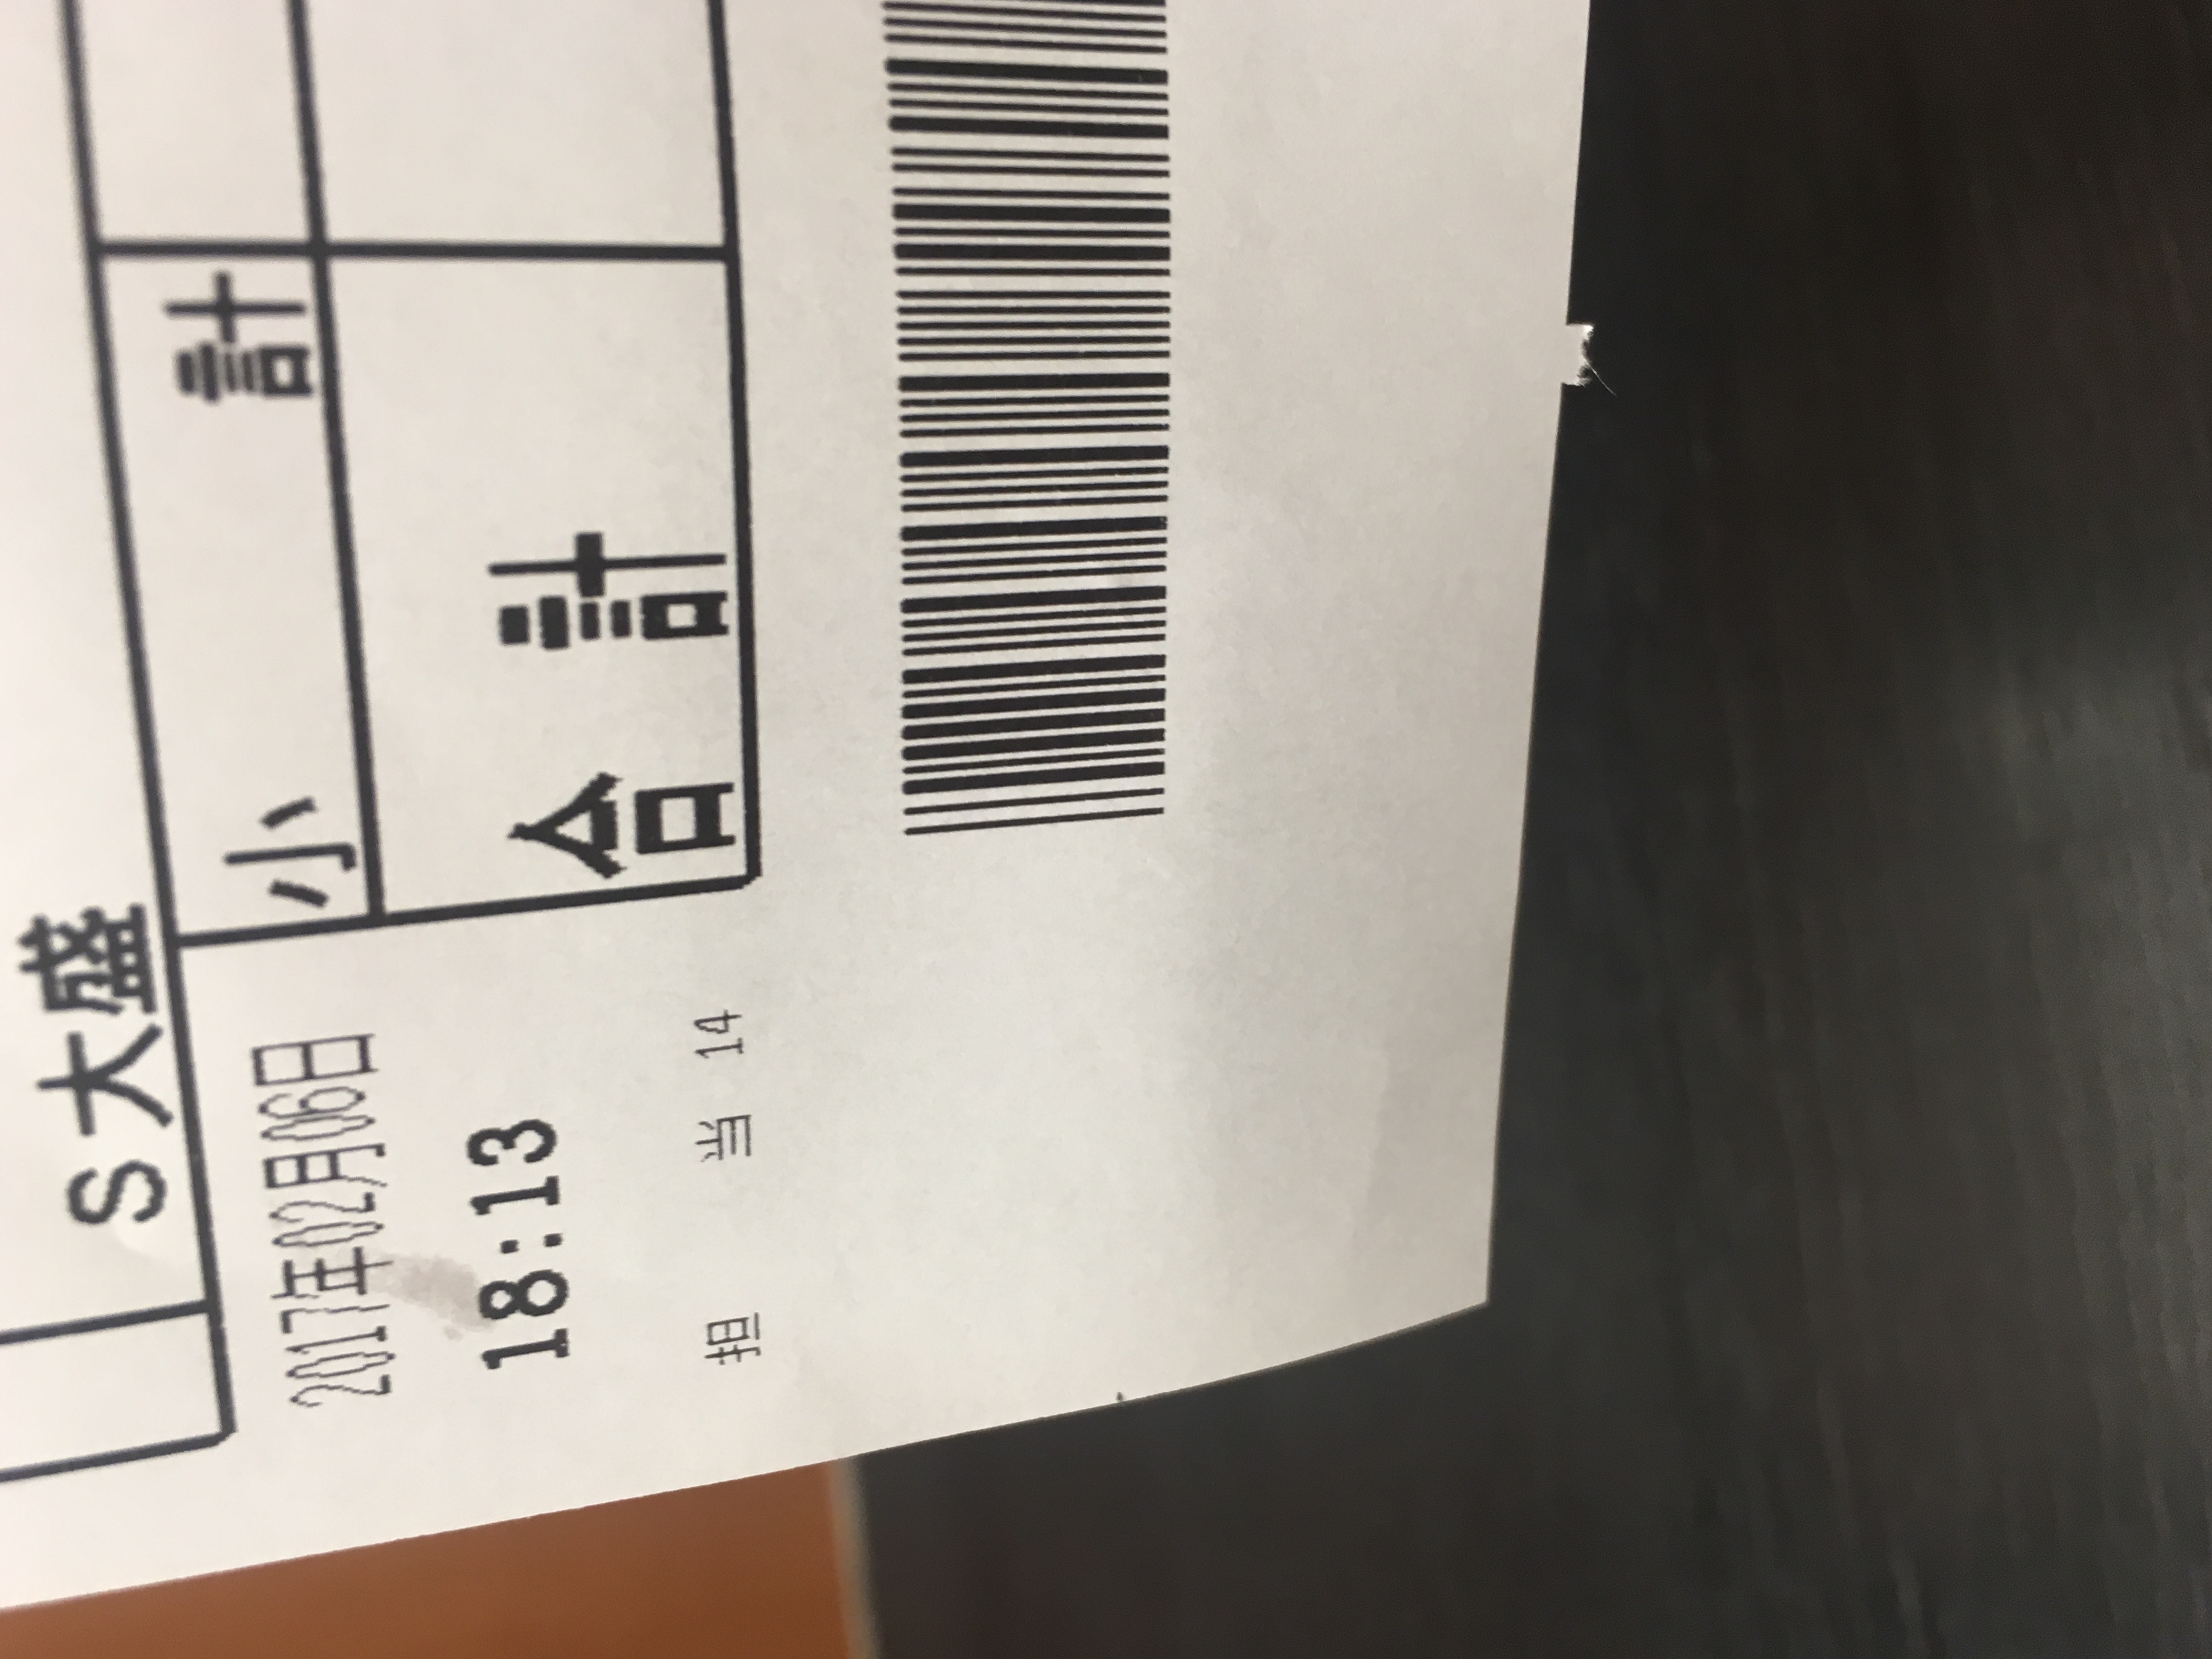 S大盛
小 計
2017年02月06日
合 計
18:13
担 当 14